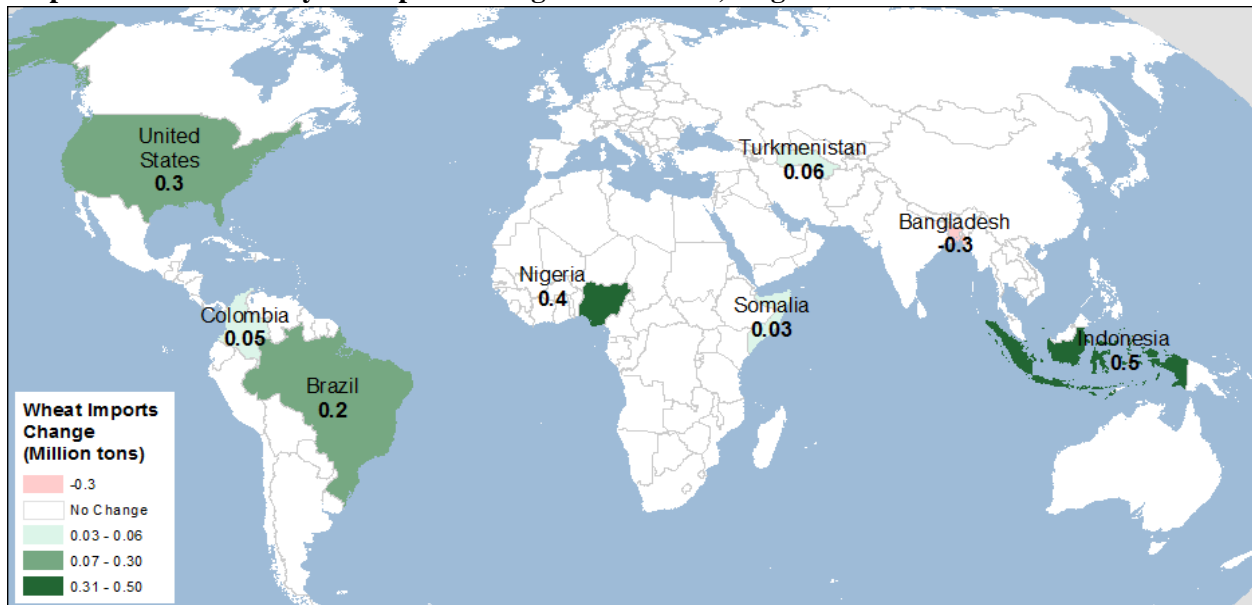 United
States
0.3
Turkmenistan
0.06
Bangladesh
-0.3
Nigeria
0.4
Somalia
0.03
Colombia
0.05
Indonesia
0.5
Brazil
0.2
Wheat Imports
Change
(Million tons)
-0.3
No Change
0.03 - 0.06
0.07 - 0.30
0.31 - 0.50